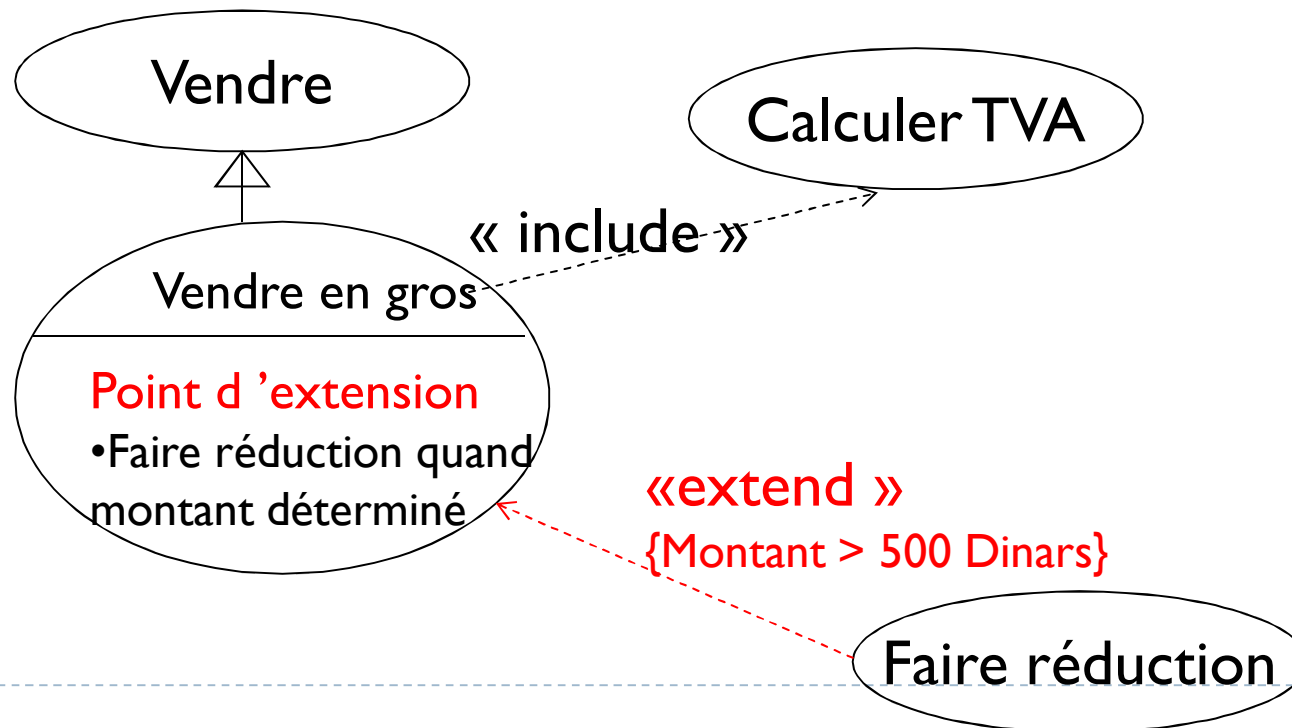 Vendre
Calculer TVA
« include »
Vendre en gros
Point d ’extension
•Faire réduction quand
montant déterminé
«extend »
{Montant > 500 Dinars}
Faire réduction